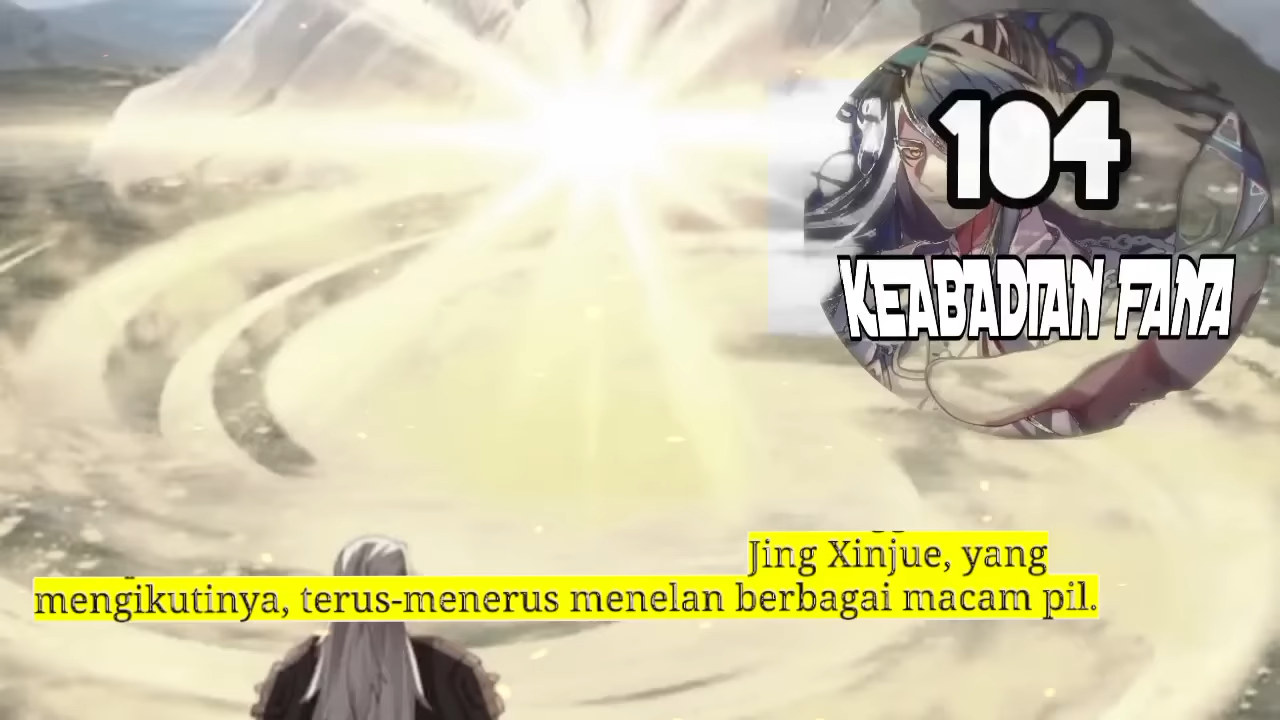 104
KEABADIAN FANA
Jing Xinjue, yang
mengikutinya, terus-menerus menelan berbagai macam pil.